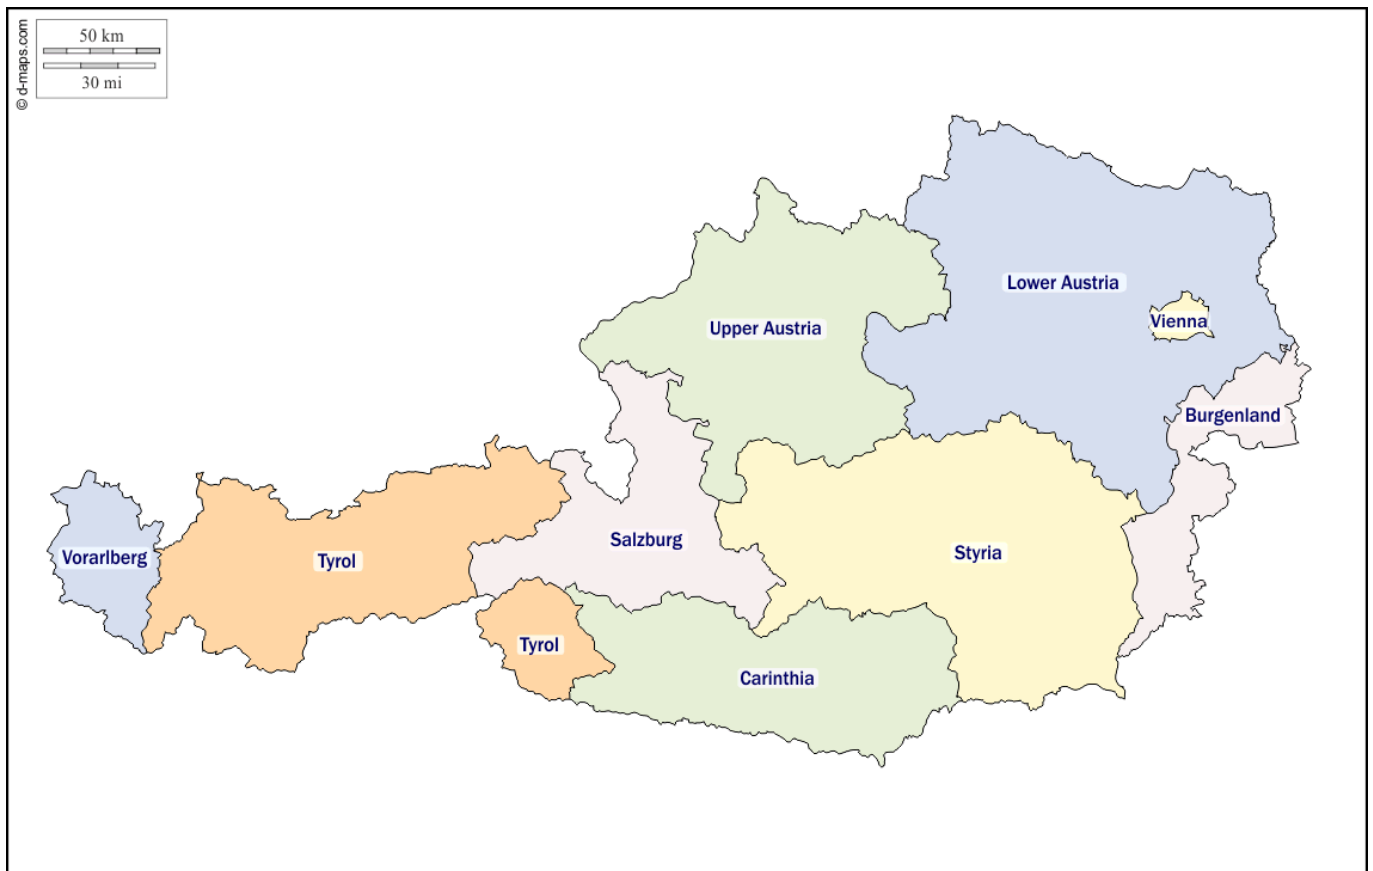 © d-maps.com
50 km
30 mi
Lower Austria
Vienna
Upper Austria
Burgenland
Salzburg
Styria
Vorarlberg
Tyrol
Tyrol
Carinthia